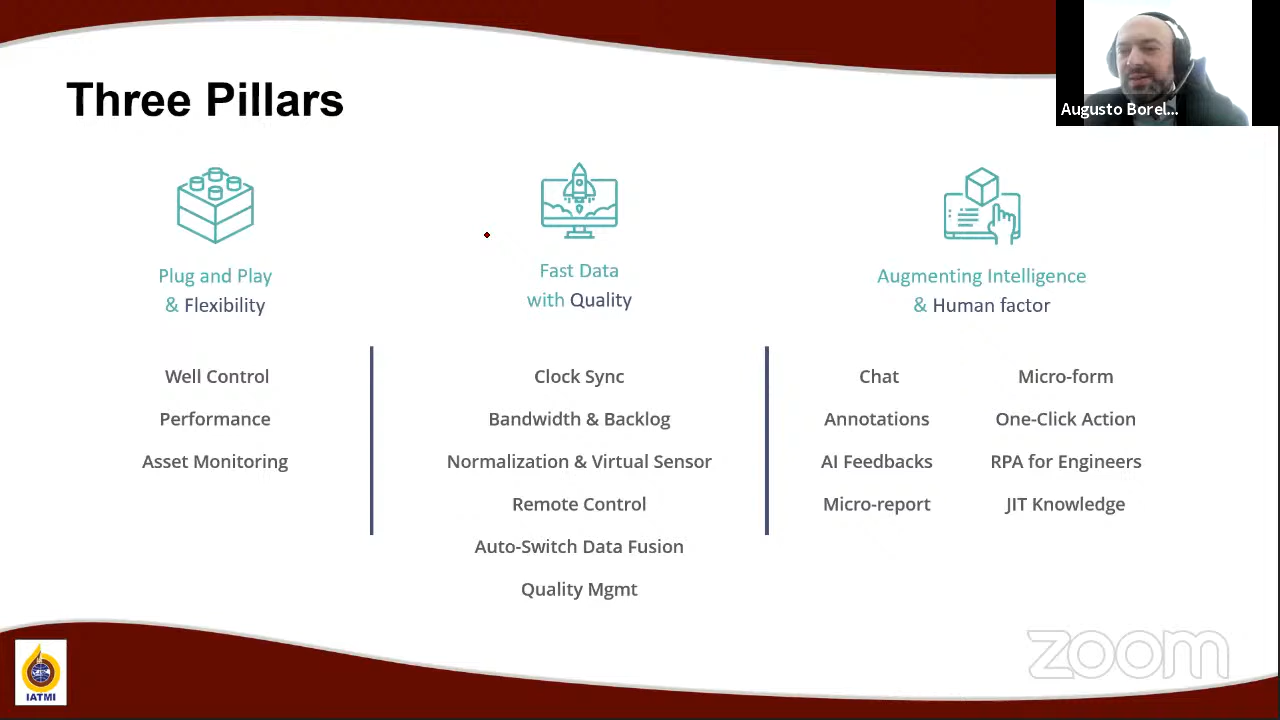 Three Pillars
Augusto Borel...
Plug and Play
& Flexibility
Well Control
Performance
Asset Monitoring
Fast Data
with Quality
Clock Sync
Bandwidth & Backlog
Normalization & Virtual Sensor
Remote Control
Auto-Switch Data Fusion
Quality Mgmt
Augmenting Intelligence
& Human factor
Chat
Annotations
AI Feedbacks
Micro-report
Micro-form
One-Click Action
RPA for Engineers
JIT Knowledge
IATMI
zoom